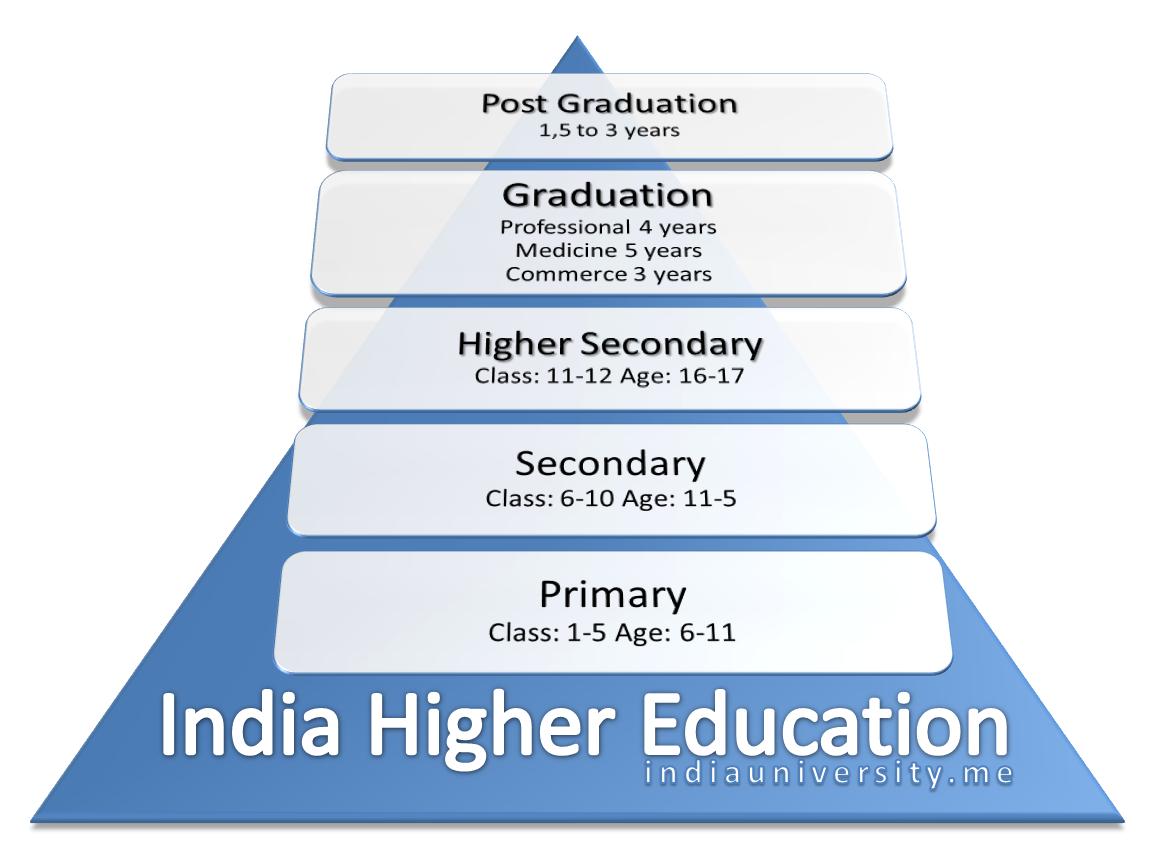 Post Graduation
1,5 to 3 years
Graduation
Professional 4 years
Medicine 5 years
Commerce 3 years
Higher Secondary
Class: 11-12 Age: 16-17
Secondary
Class: 6-10 Age: 11-5
Primary
Class: 1-5 Age: 6-11
India Higher Education
indiauniversity.me